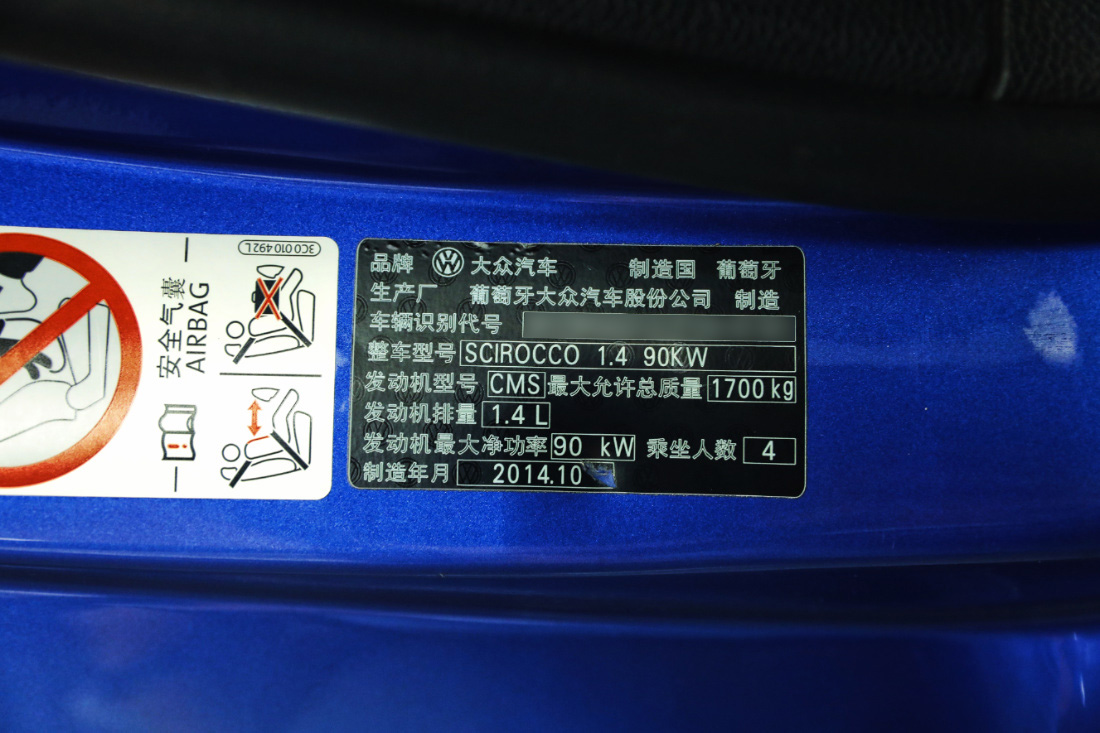 3C0 010 492 L
安全气囊
AIRBAG
品牌 大众汽车 制造国 葡萄牙
生产厂 葡萄牙大众汽车股份公司 制造
车辆识别代号
整车型号 SCIROCCO 1.4 90KW
发动机型号 CMS 最大允许总质量 1700 kg
发动机排量 1.4 L
发动机最大净功率 90 kW 乘坐人数 4
制造年月 2014.10